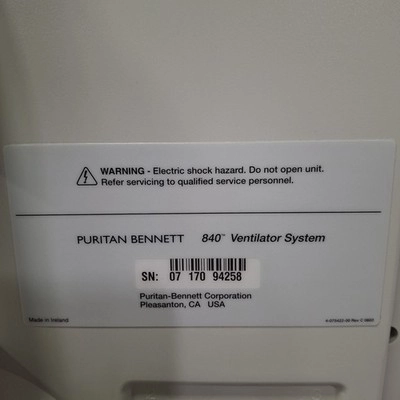 WARNING - Electric shock hazard. Do not open unit.
Refer servicing to qualified service personnel.
PURITAN BENNETT 840™ Ventilator System
SN: 07 170 94258
Puritan-Bennett Corporation
Pleasanton, CA USA
Made in Ireland